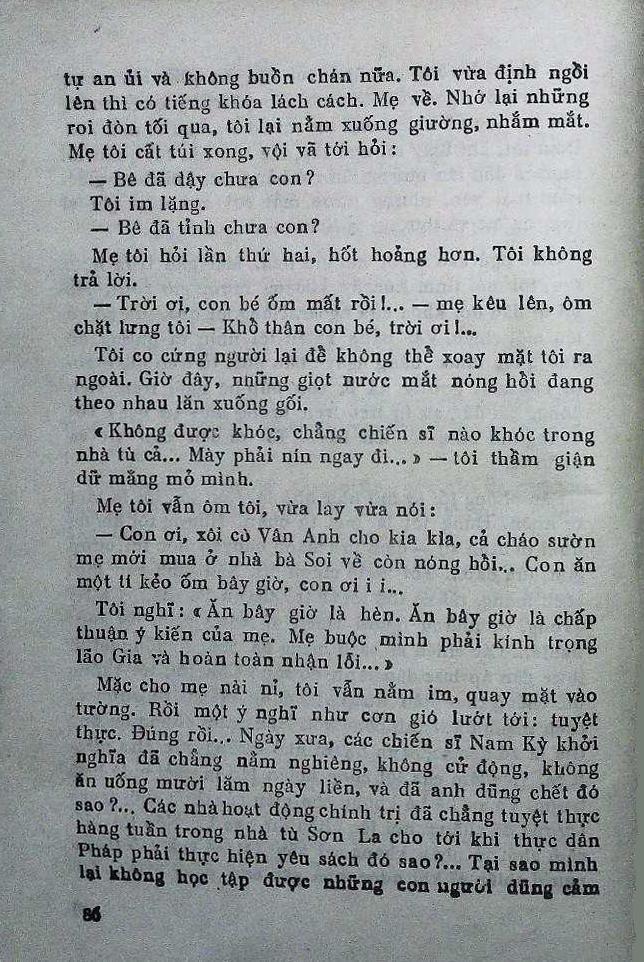 tự an ủi và không buồn chán nữa. Tôi vừa định ngồi
lên thì có tiếng khóa lách cách. Mẹ về. Nhớ lại những
roi đòn tối qua, tôi lại nằm xuống giường, nhắm mắt.
Mẹ tôi cất túi xong, vội vã tới hỏi :
— Bê đã dậy chưa con ?
Tôi im lặng.
— Bê đã tỉnh chưa con?
Mẹ tôi hỏi lần thứ hai, hốt hoảng hơn. Tôi không
trả lời.
— Trời ơi, con bé ốm mất rồi !... — mẹ kêu lên, ôm
chặt lưng tôi — Khổ thân con bé, trời ơi !...
Tôi co cứng người lại để không thể xoay mặt tôi ra
ngoài. Giờ đây, những giọt nước mắt nóng hổi đang
theo nhau lăn xuống gối.
« Không được khóc, chẳng chiến sĩ nào khóc trong
nhà tù cả... Mày phải nín ngay đi... » — tôi thầm giận
dữ mắng mỏ mình.
Mẹ tôi vẫn ôm tôi, vừa lay vừa nói :
— Con ơi, xôi cô Vân Anh cho kia kìa, cả cháo sườn
mẹ mới mua ở nhà bà Soi về còn nóng hổi... Con ăn
một tí kẻo ốm bây giờ, con ơi i i...
Tôi nghĩ : « Ăn bây giờ là hèn. Ăn bây giờ là chấp
thuận ý kiến của mẹ. Mẹ buộc mình phải kính trọng
lão Gia và hoàn toàn nhận lỗi... »
Mặc cho mẹ nài nỉ, tôi vẫn nằm im, quay mặt vào
tường. Rồi một ý nghĩ như cơn gió lướt tới: tuyệt
thực. Đúng rồi... Ngày xưa, các chiến sĩ Nam Kỳ khởi
nghĩa đã chẳng nằm nghiêng, không cử động, không
ăn uống mười lăm ngày liền, và đã anh dũng chết đó
sao ?... Các nhà hoạt động chính trị đã chẳng tuyệt thực
hàng tuần trong nhà tù Sơn La cho tới khi thực dân
Pháp phải thực hiện yêu sách đó sao?... Tại sao mình
lại không học tập được những con người dũng cảm
86